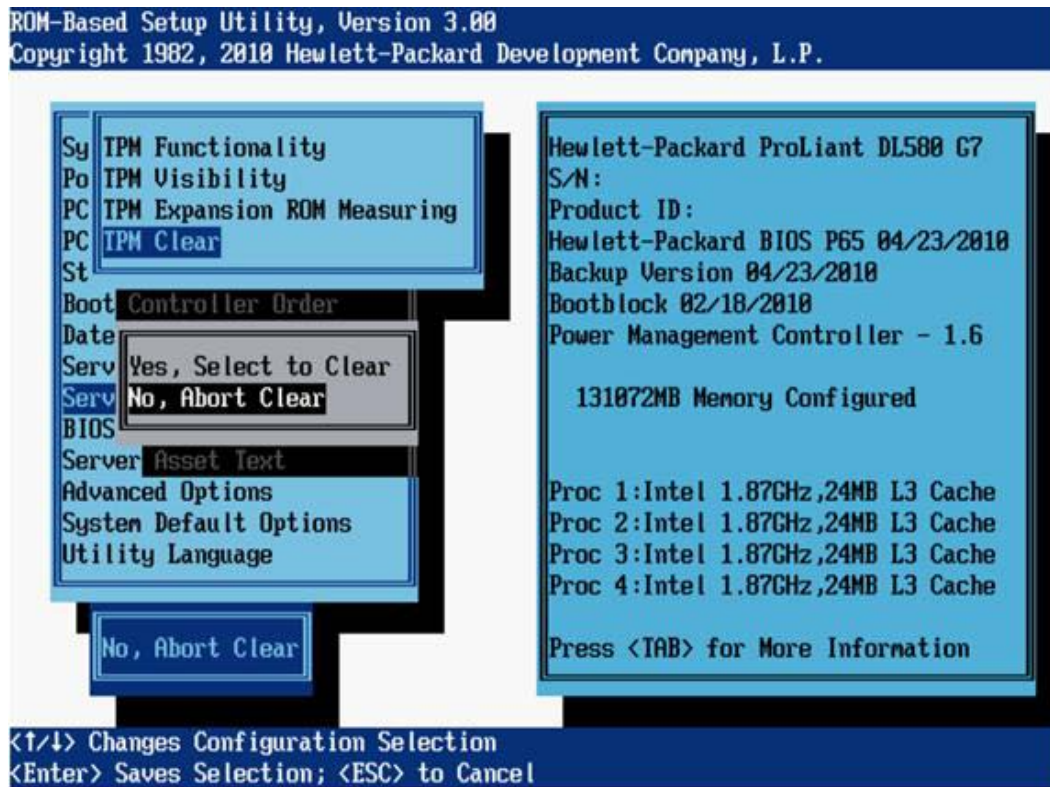 ROM-Based Setup Utility, Version 3.00
Copyright 1982, 2010 Hewlett-Packard Development Company, L.P.
Sy
Po
PC
PC
St
Boot Controller Order
Date
Serv
Serv
BIOS
Server Asset Text
Advanced Options
System Default Options
Utility Language
TPM Functionality
TPM Visibility
TPM Expansion ROM Measuring
TPM Clear
Yes, Select to Clear
No, Abort Clear
No, Abort Clear
Hewlett-Packard ProLiant DL580 G7
S/N:
Product ID:
Hewlett-Packard BIOS P65 04/23/2010
Backup Version 04/23/2010
Bootblock 02/18/2010
Power Management Controller - 1.6
131072MB Memory Configured
Proc 1:Intel 1.87GHz,24MB L3 Cache
Proc 2:Intel 1.87GHz,24MB L3 Cache
Proc 3:Intel 1.87GHz,24MB L3 Cache
Proc 4:Intel 1.87GHz,24MB L3 Cache
Press <TAB> for More Information
<↑/↓> Changes Configuration Selection
<Enter> Saves Selection; <ESC> to Cancel